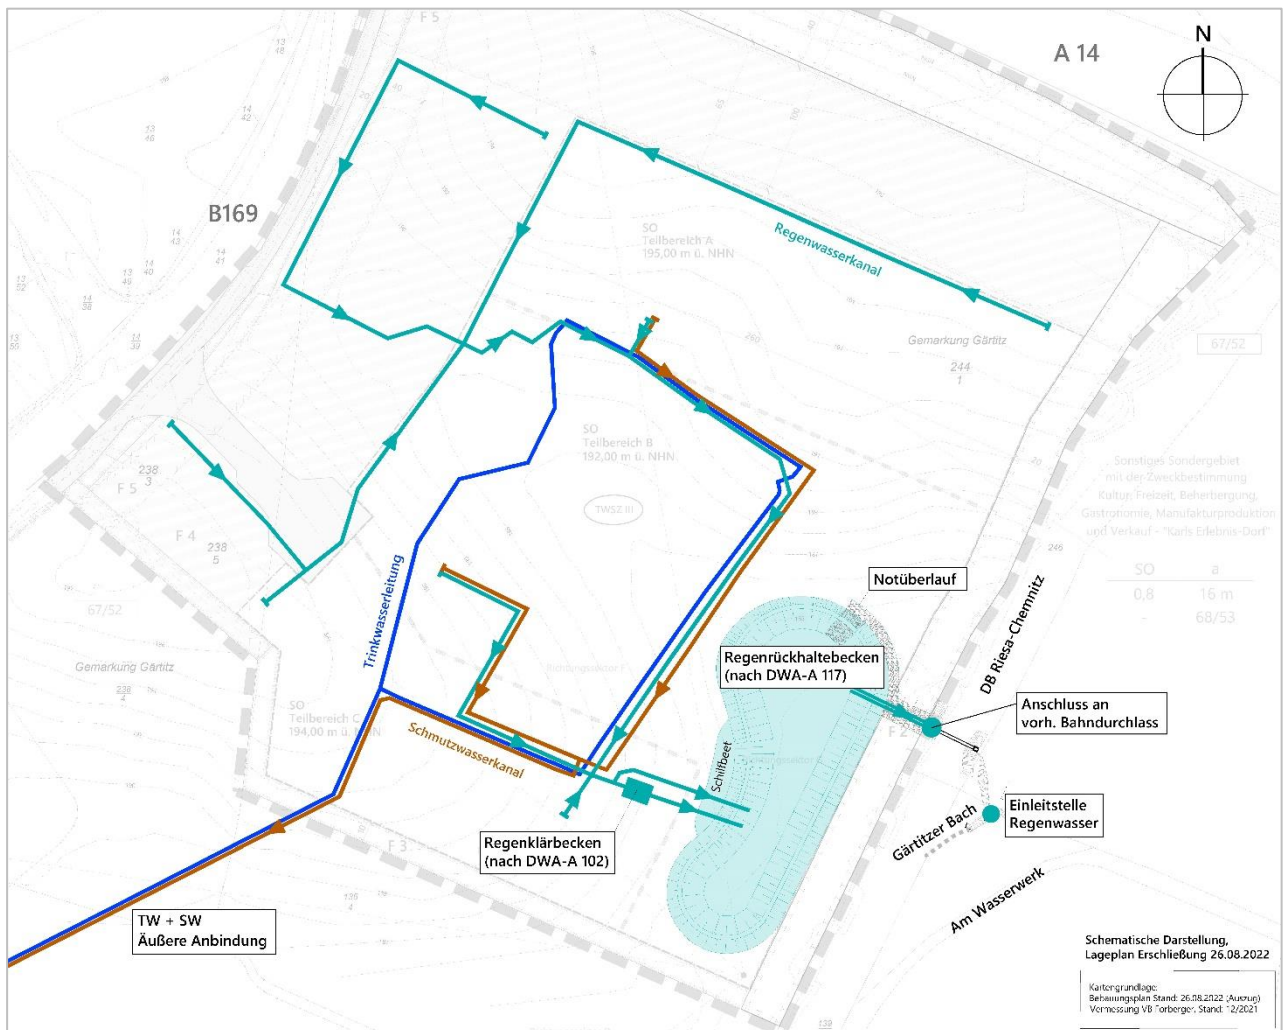 F 5
A 14
N
B169
SO
Teilbereich A
195,00 m ü. NHN
Regenwasserkanal
Gemarkung Gärtitz
244
1
67/52
SO
Teilbereich B
192,00 m ü. NHN.
TWSZ III
238
3
F 5
F 4
238
5
67/52
Sonstiges Sondergebiet
mit der Zweckbestimmung
Kultur, Freizeit, Beherbergung,
Gastronomie, Manufakturproduktion
und Verkauf - "Karls Erlebnis-Dorf"
246
SO a
0,8 16 m
- 68/53
Trinkwasserleitung
Notüberlauf
DB Riesa-Chemnitz
Gemarkung Gärtitz
238
Regenrückhaltebecken
(nach DWA-A 117)
Anschluss an
vorh. Bahndurchlass
SO
Teilbereich C
194,00 m ü. NHN
Schmutzwasserkanal
F 2
Schilfbeet
Einleitstelle
Regenwasser
Gärtitzer Bach
Regenklärbecken
(nach DWA-A 102)
F 3
Am Wasserwerk
TW + SW
Äußere Anbindung
Schematische Darstellung,
Lageplan Erschließung 26.08.2022
Kartengrundlage:
Bebauungsplan Stand: 26.08.2022 (Auszug)
Vermessung VB Forberger, Stand: 12/2021